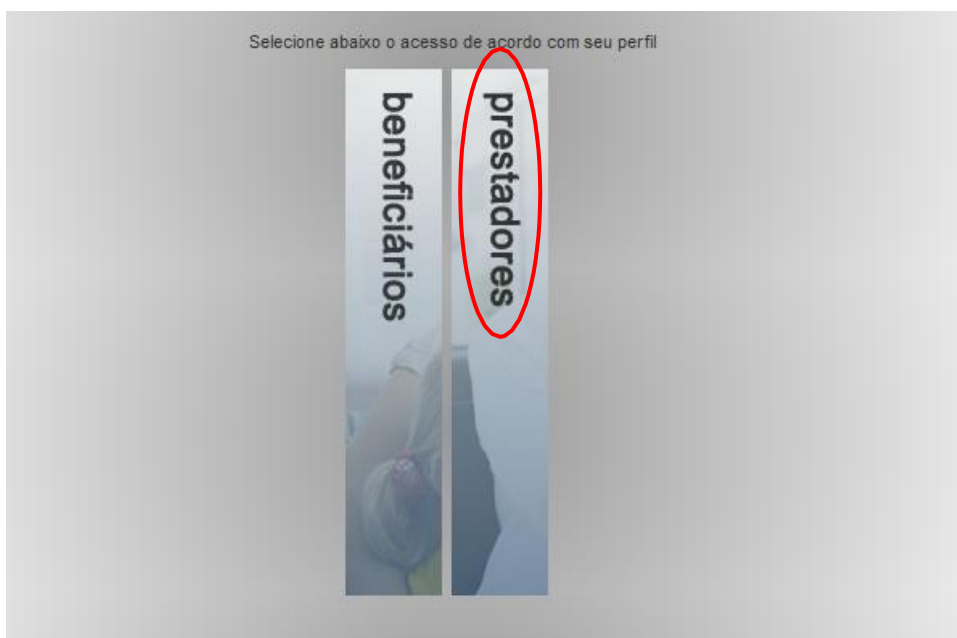 Selecione abaixo o acesso de acordo com seu perfil
beneficiários
prestadores